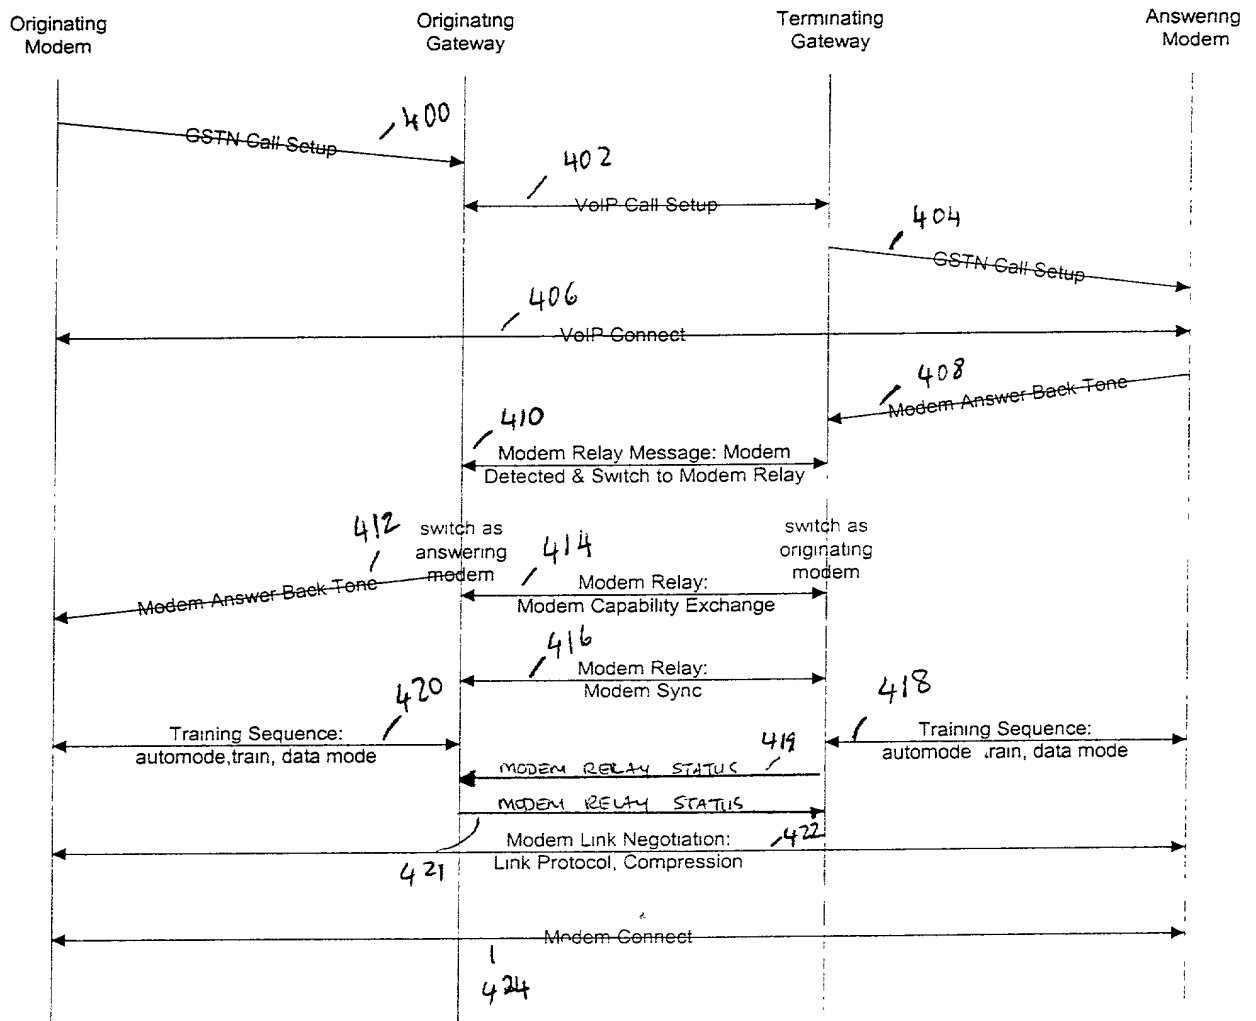 Originating
Modem
Originating
Gateway
Terminating
Gateway
Answering
Modem
400
GSTN Call Setup
402
VoIP Call Setup
404
GSTN Call Setup
406
VoIP Connect
408
Modem Answer Back Tone
410
Modem Relay Message: Modem
Detected & Switch to Modem Relay
412
switch as
answering
modem
switch as
originating
modem
414
Modem Answer Back Tone
Modem Relay:
Modem Capability Exchange
416
Modem Relay:
Modem Sync
420
418
Training Sequence:
automode,train, data mode
Training Sequence:
automode train, data mode
MODEM RELAY STATUS 419
MODEM RELAY STATUS
421
Modem Link Negotiation:
422
Link Protocol, Compression
Modem Connect
424